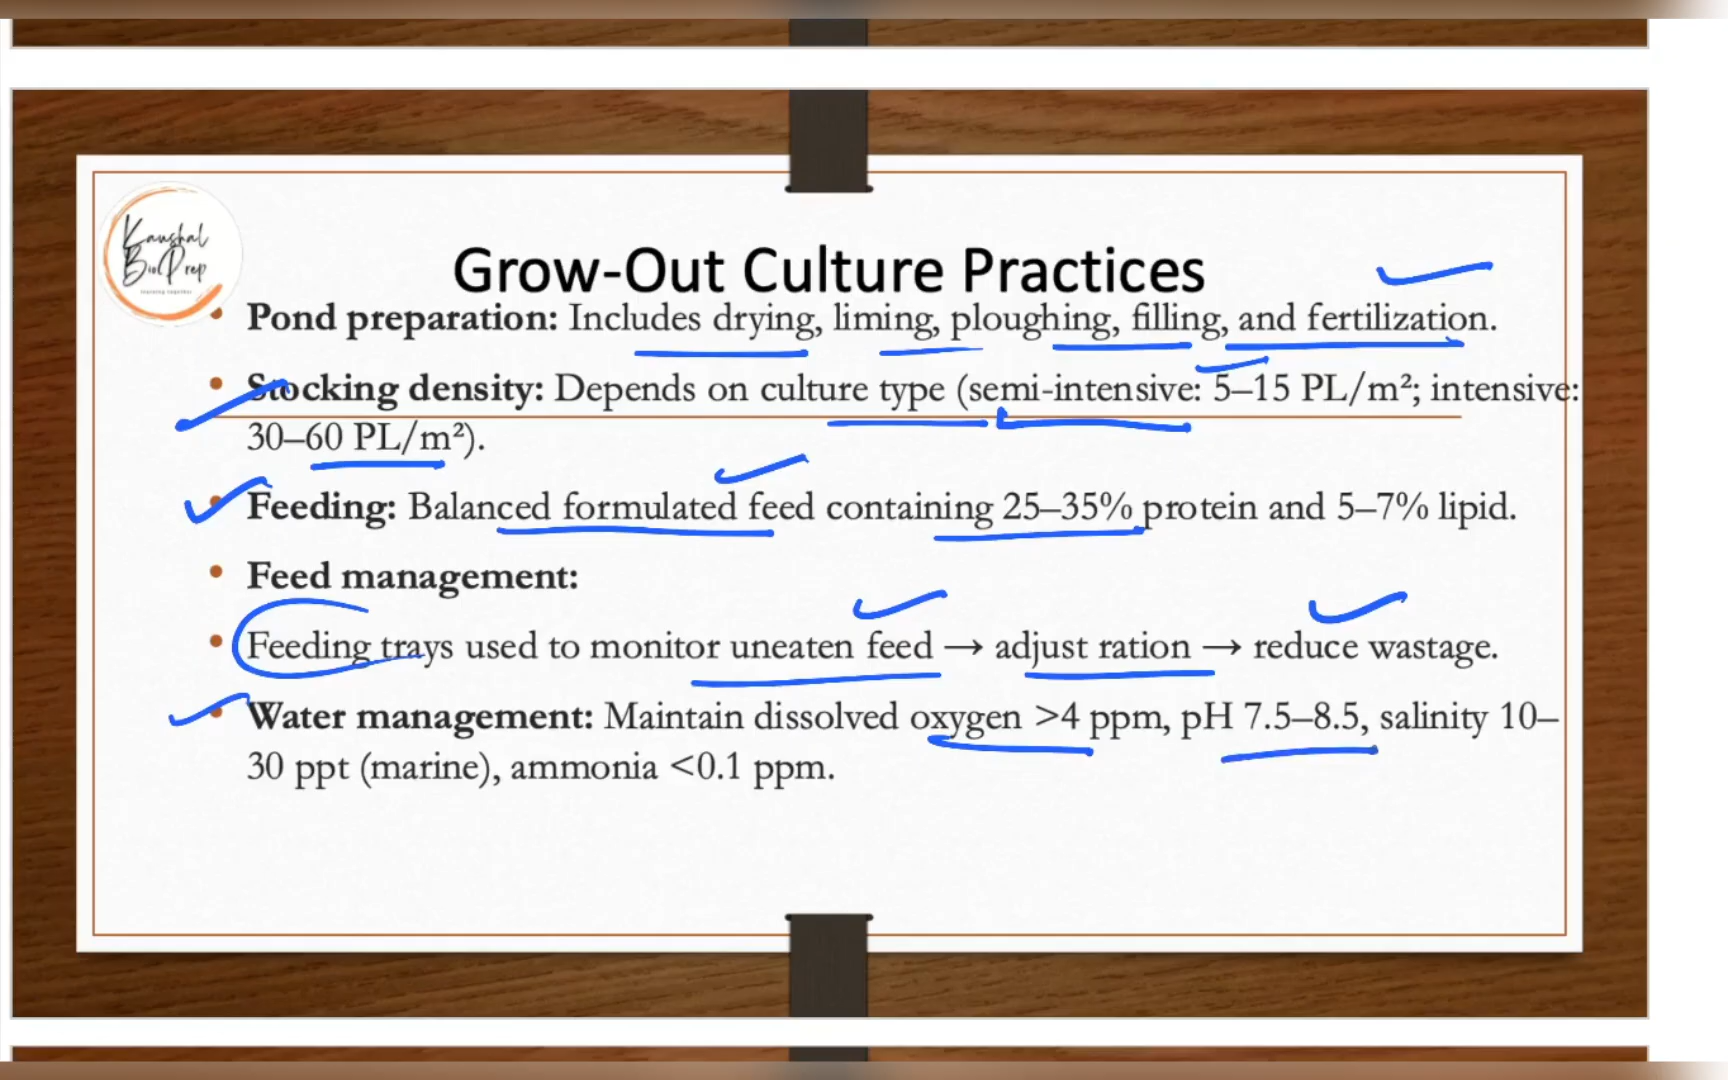 Kaushal
BiolPrep
learning together
Grow-Out Culture Practices
• Pond preparation: Includes drying, liming, ploughing, filling, and fertilization.
• Stocking density: Depends on culture type (semi-intensive: 5–15 PL/m²; intensive:
30–60 PL/m²).
• Feeding: Balanced formulated feed containing 25–35% protein and 5–7% lipid.
• Feed management:
• Feeding trays used to monitor uneaten feed → adjust ration → reduce wastage.
• Water management: Maintain dissolved oxygen >4 ppm, pH 7.5–8.5, salinity 10–
30 ppt (marine), ammonia <0.1 ppm.